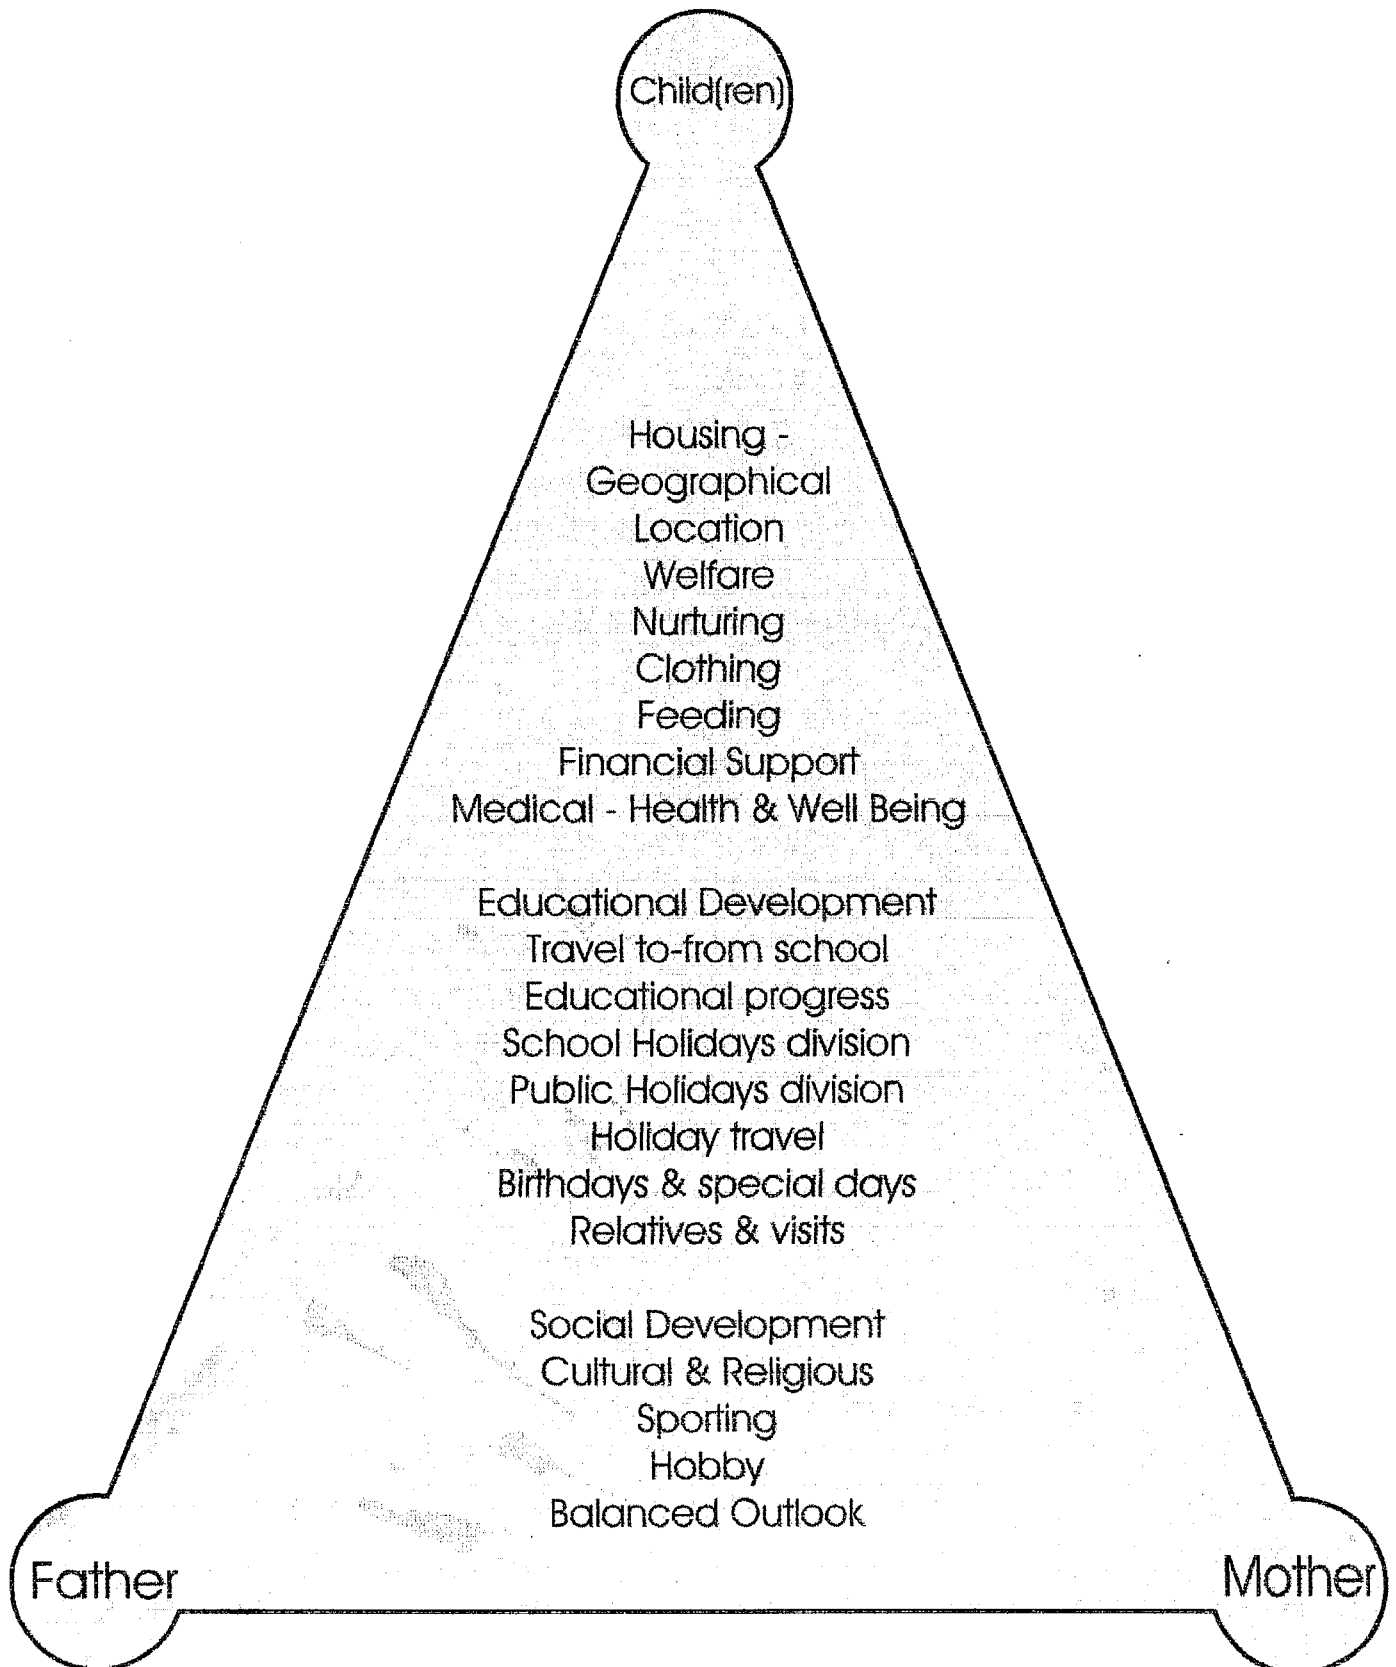 Child(ren)
Housing -
Geographical
Location
Welfare
Nurturing
Clothing
Feeding
Financial Support
Medical - Health & Well Being
Educational Development
Travel to-from school
Educational progress
School Holidays division
Public Holidays division
Holiday travel
Birthdays & special days
Relatives & visits
Social Development
Cultural & Religious
Sporting
Hobby
Balanced Outlook
Father
Mother